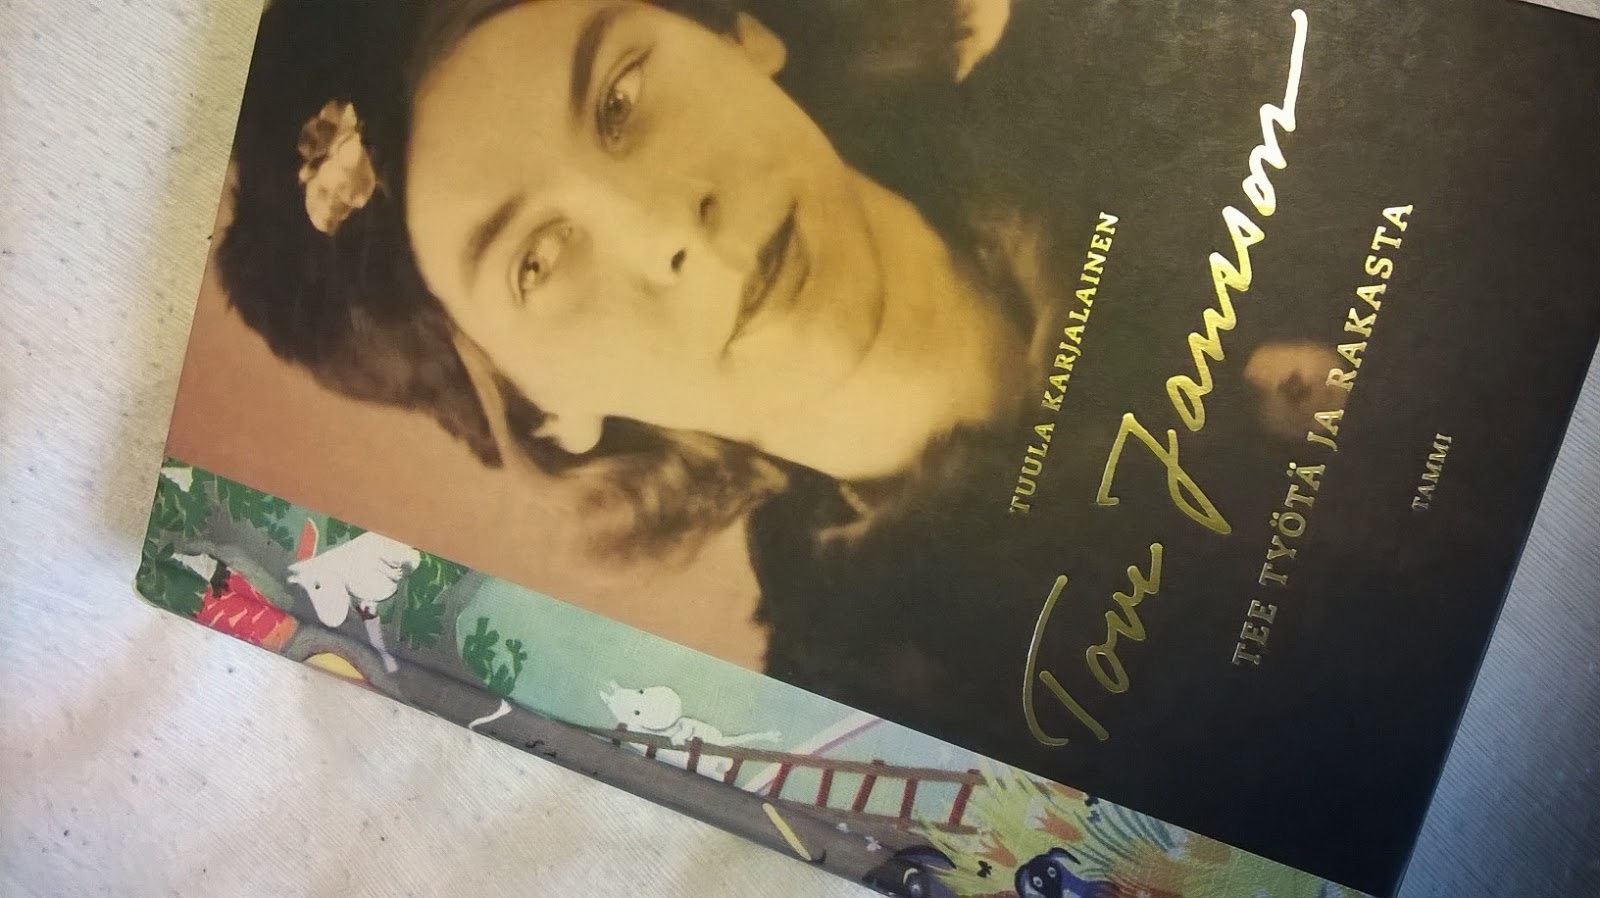 TUULA KARJALAINEN
Tove Jansson
TEE TYÖTÄ JA RAKASTA
TAMMI